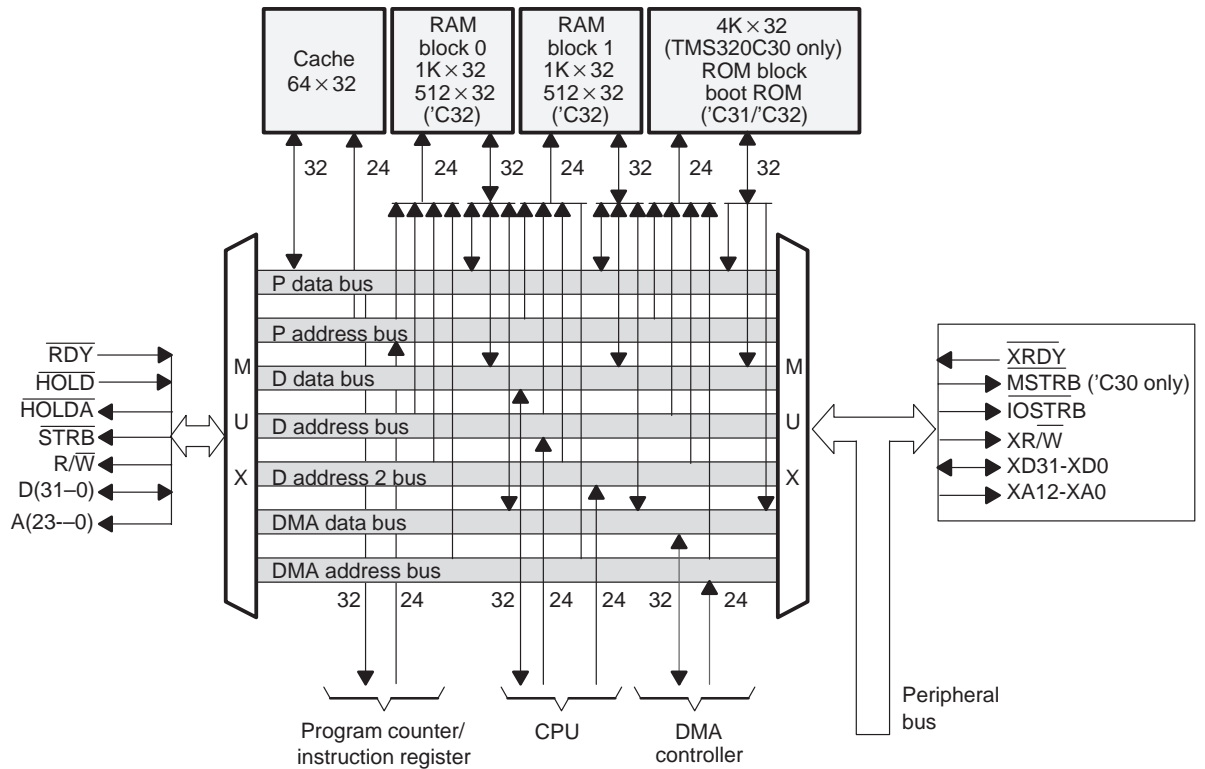 Cache
64 × 32
RAM
block 0
1K × 32
512 × 32
(’C32)
RAM
block 1
1K × 32
512 × 32
(’C32)
4K × 32
(TMS320C30 only)
ROM block
boot ROM
(’C31/’C32)
32
24
24
32
24
32
24
32
P data bus
P address bus
D data bus
D address bus
D address 2 bus
DMA data bus
DMA address bus
M
U
X
M
U
X
RDY
HOLD
HOLDA
STRB
R/W
D(31–0)
A(23-–0)
XRDY
MSTRB (’C30 only)
IOSTRB
XR/W
XD31-XD0
XA12-XA0
32
24
32
24
24
32
24
Program counter/
instruction register
CPU
DMA
controller
Peripheral
bus